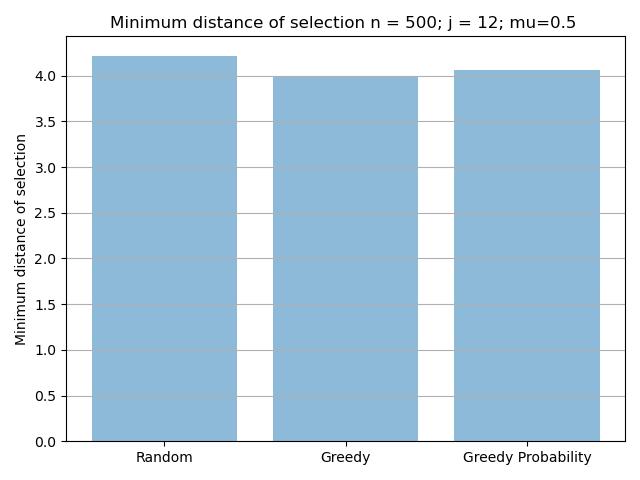 Minimum distance of selection n = 500; j = 12; mu=0.5
Minimum distance of selection
4.0
3.5
3.0
2.5
2.0
1.5
1.0
0.5
0.0
Random
Greedy
Greedy Probability